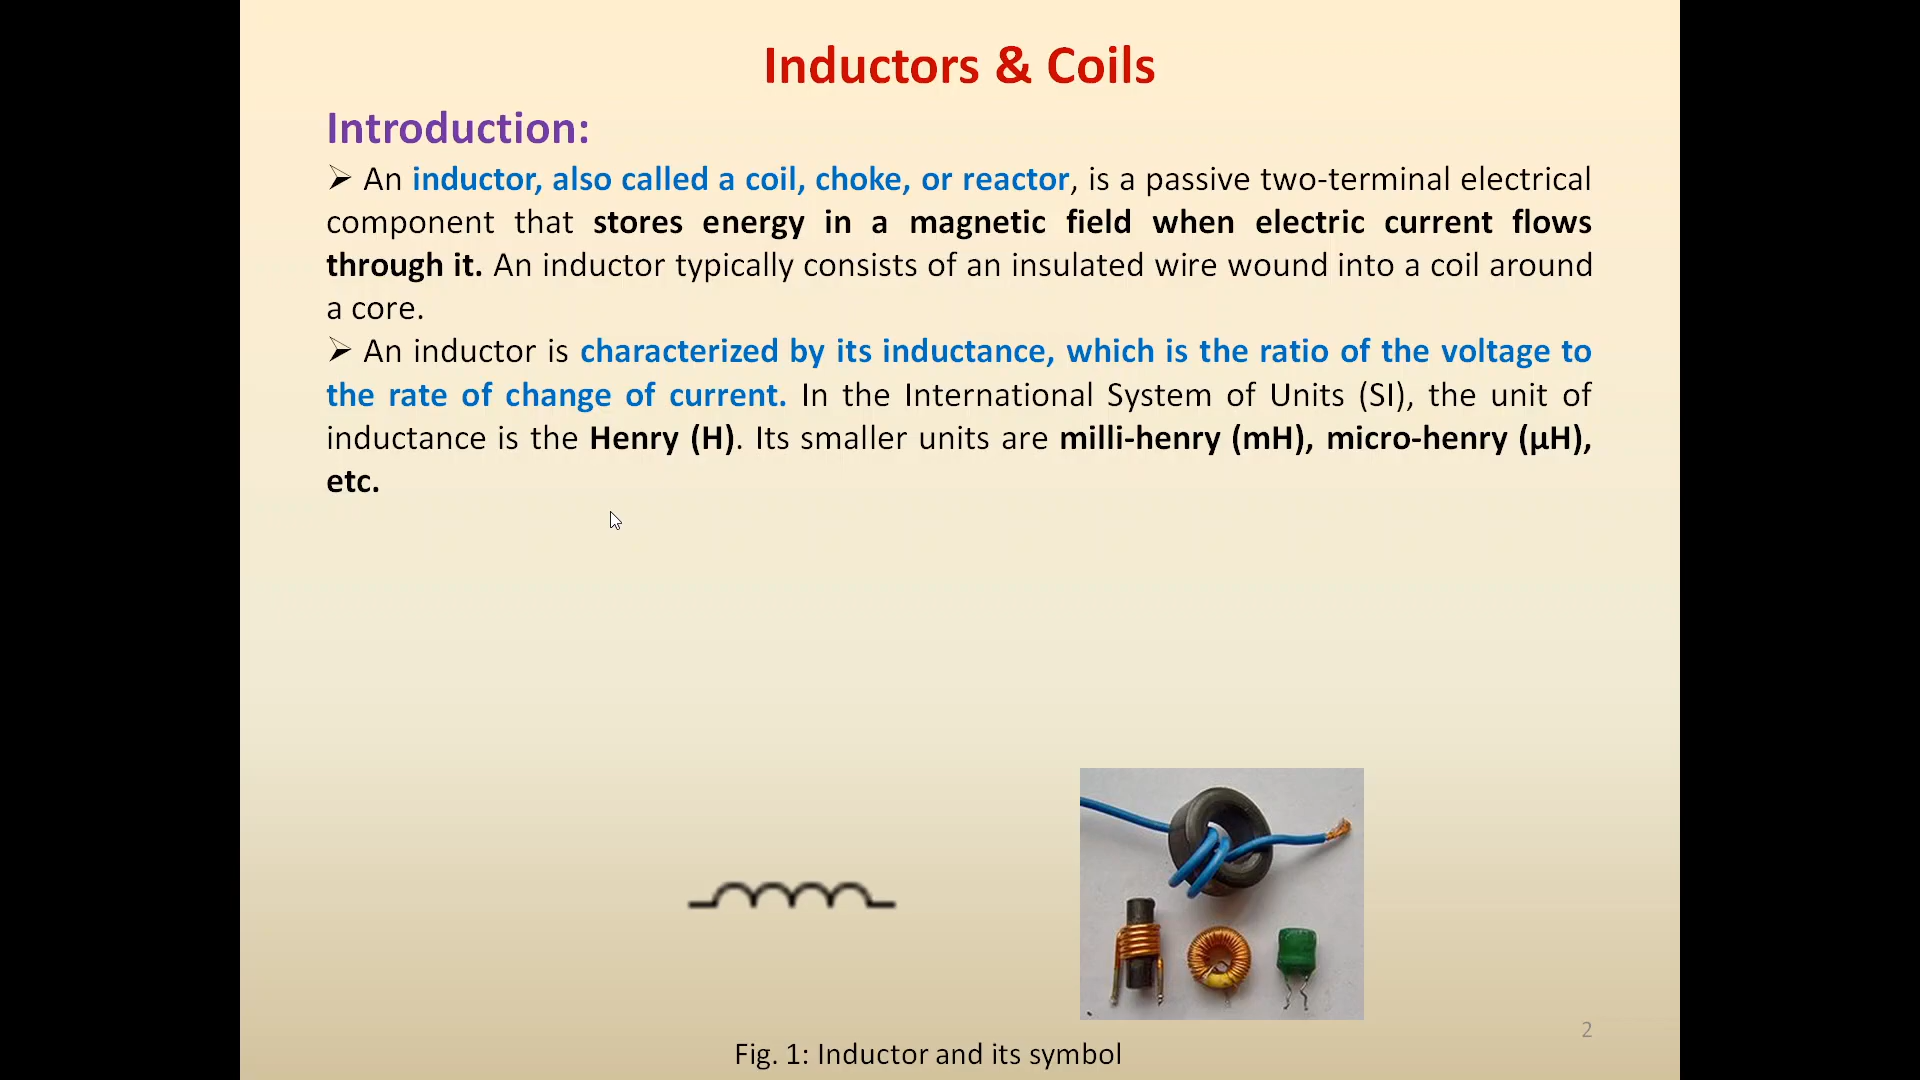 Inductors & Coils
Introduction:
➢ An inductor, also called a coil, choke, or reactor, is a passive two-terminal electrical
component that stores energy in a magnetic field when electric current flows
through it. An inductor typically consists of an insulated wire wound into a coil around
a core.
➢ An inductor is characterized by its inductance, which is the ratio of the voltage to
the rate of change of current. In the International System of Units (SI), the unit of
inductance is the Henry (H). Its smaller units are milli-henry (mH), micro-henry (µH),
etc.
2
Fig. 1: Inductor and its symbol